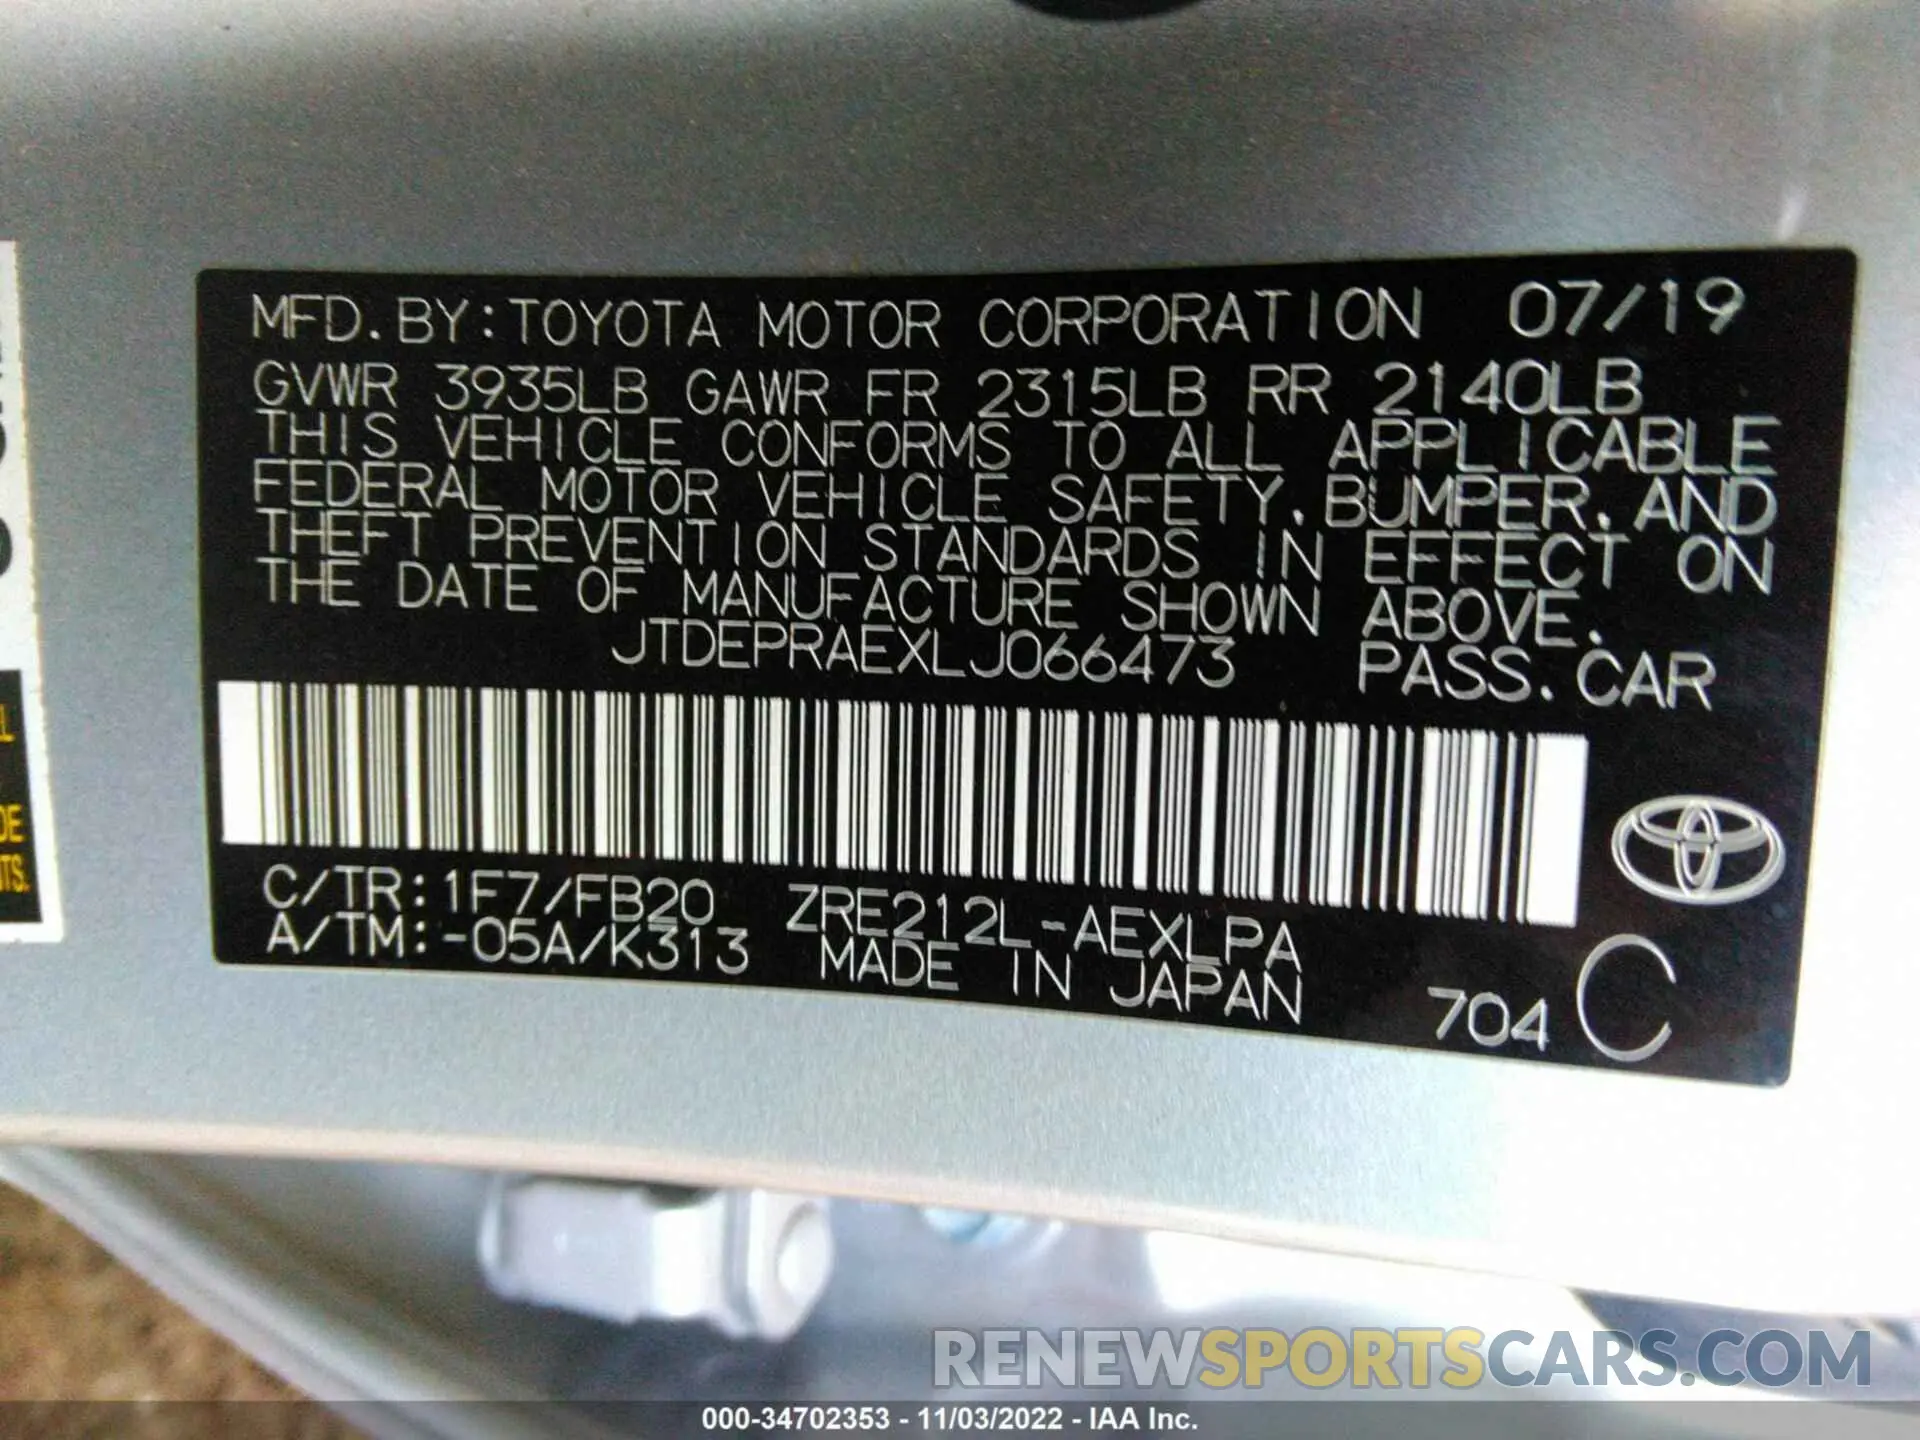 MFD. BY: TOYOTA MOTOR CORPORATION 07/19
GVWR 3935LB GAWR FR 2315LB RR 2140LB
THIS VEHICLE CONFORMS TO ALL APPLICABLE
FEDERAL MOTOR VEHICLE SAFETY, BUMPER, AND
THEFT PREVENTION STANDARDS IN EFFECT ON
THE DATE OF MANUFACTURE SHOWN ABOVE.
JTDEPRAEXLJ066473 PASS. CAR
C/TR: 1F7/FB20 ZRE212L-AEXLPA
A/TM: -05A/K313 MADE IN JAPAN
704 C
RENEWSPORTSCARS.COM
000-34702353 - 11/03/2022 - IAA Inc.